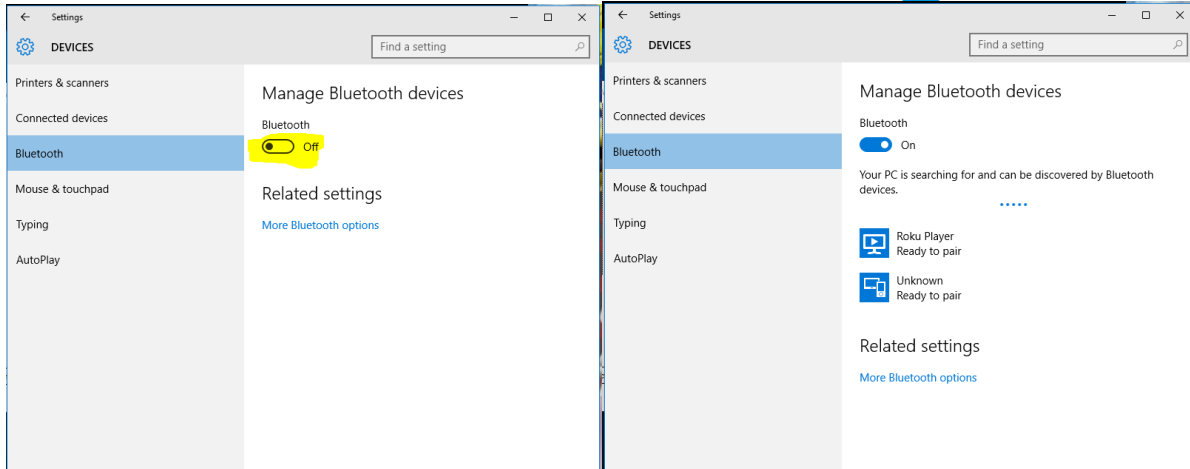 Settings
DEVICES
Find a setting
Printers & scanners
Connected devices
Bluetooth
Mouse & touchpad
Typing
AutoPlay
Manage Bluetooth devices
Bluetooth
Off
Related settings
More Bluetooth options
Settings
DEVICES
Find a setting
Printers & scanners
Connected devices
Bluetooth
Mouse & touchpad
Typing
AutoPlay
Manage Bluetooth devices
Bluetooth
On
Your PC is searching for and can be discovered by Bluetooth
devices.
Roku Player
Ready to pair
Unknown
Ready to pair
Related settings
More Bluetooth options